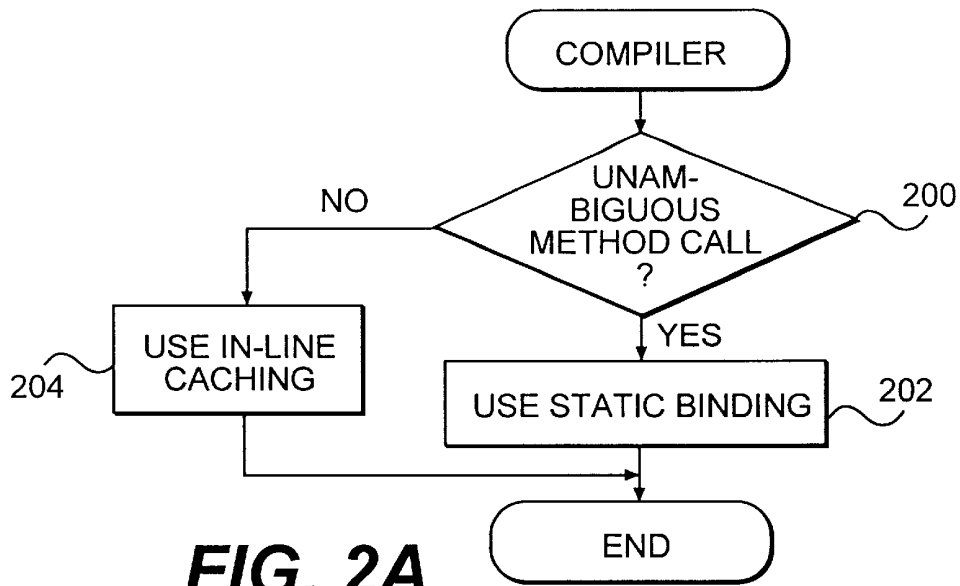 COMPILER
UNAM-
BIGUOUS
METHOD CALL
?
200
NO
YES
USE IN-LINE
CACHING
204
USE STATIC BINDING
202
END
FIG. 2A